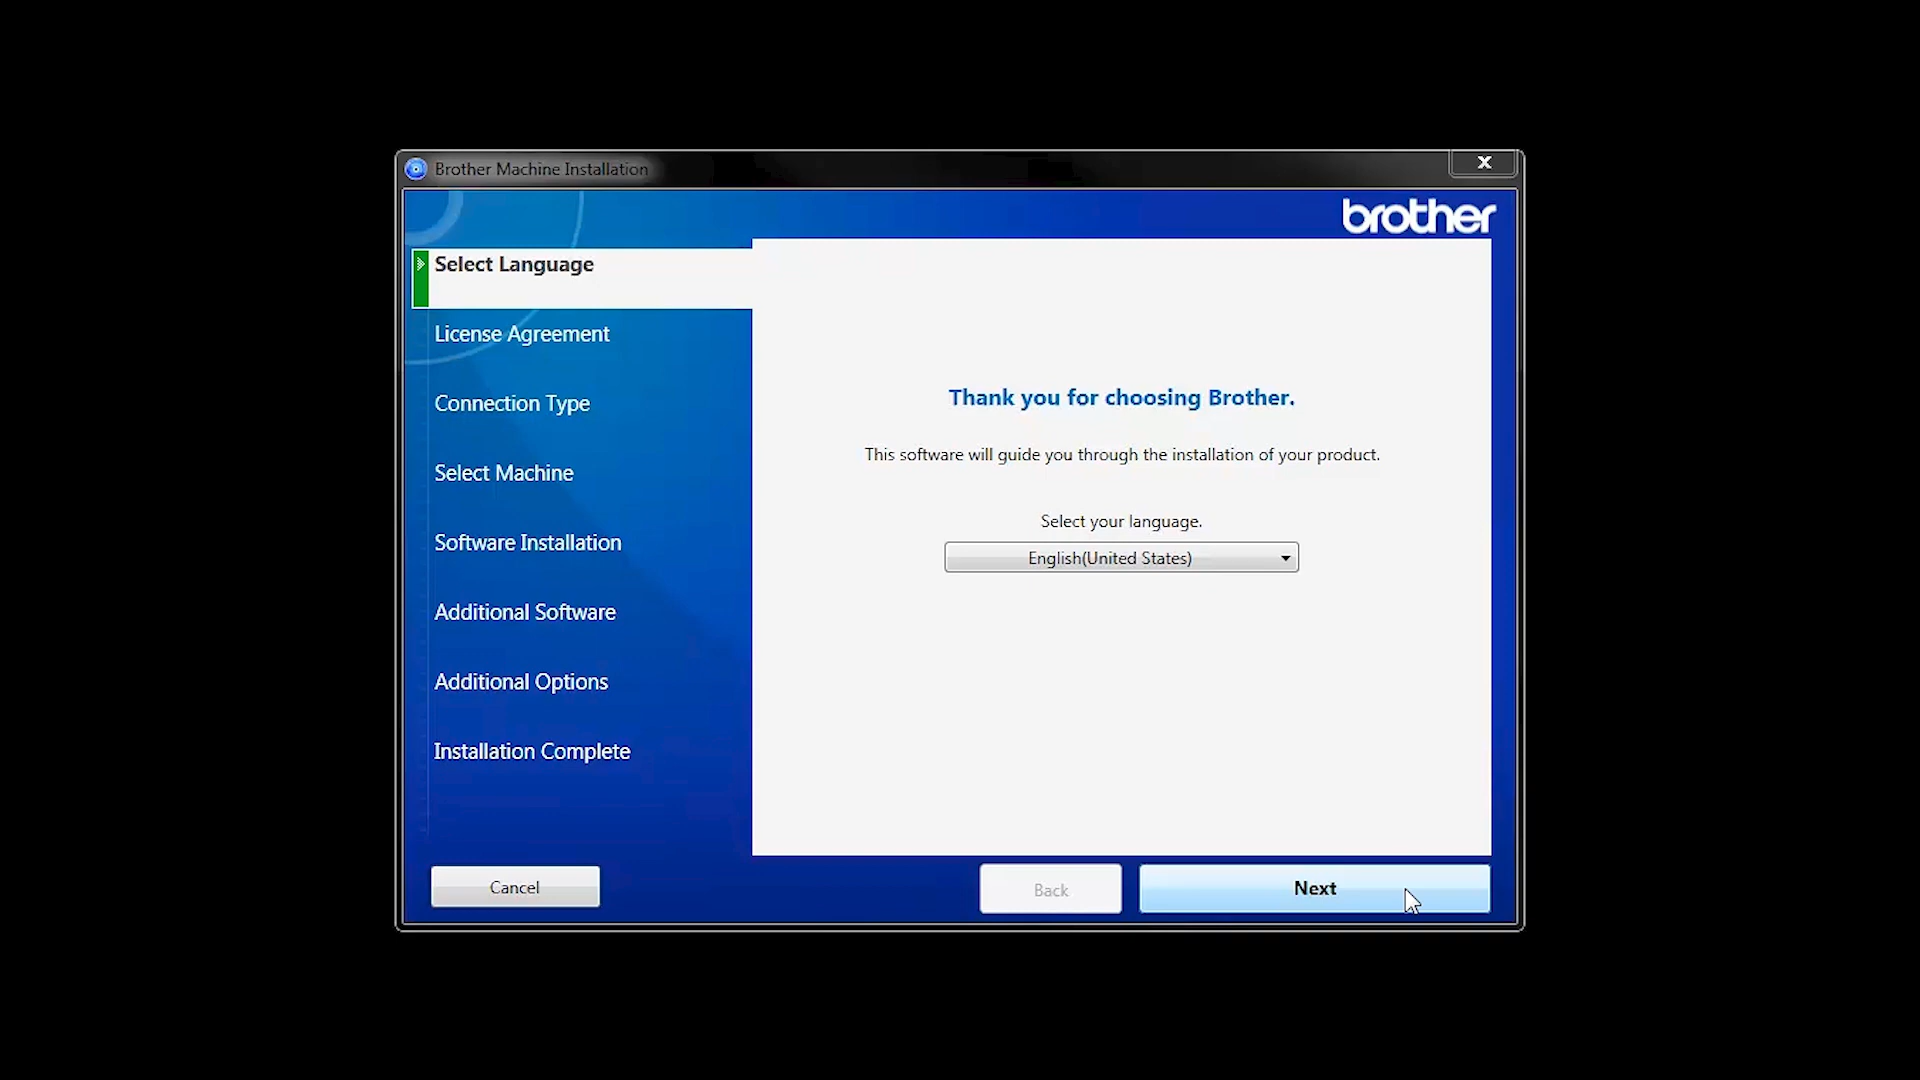 Brother Machine Installation
X
brother
Select Language
License Agreement
Connection Type
Select Machine
Software Installation
Additional Software
Additional Options
Installation Complete
Thank you for choosing Brother.
This software will guide you through the installation of your product.
Select your language.
English(United States)
Cancel
Back
Next